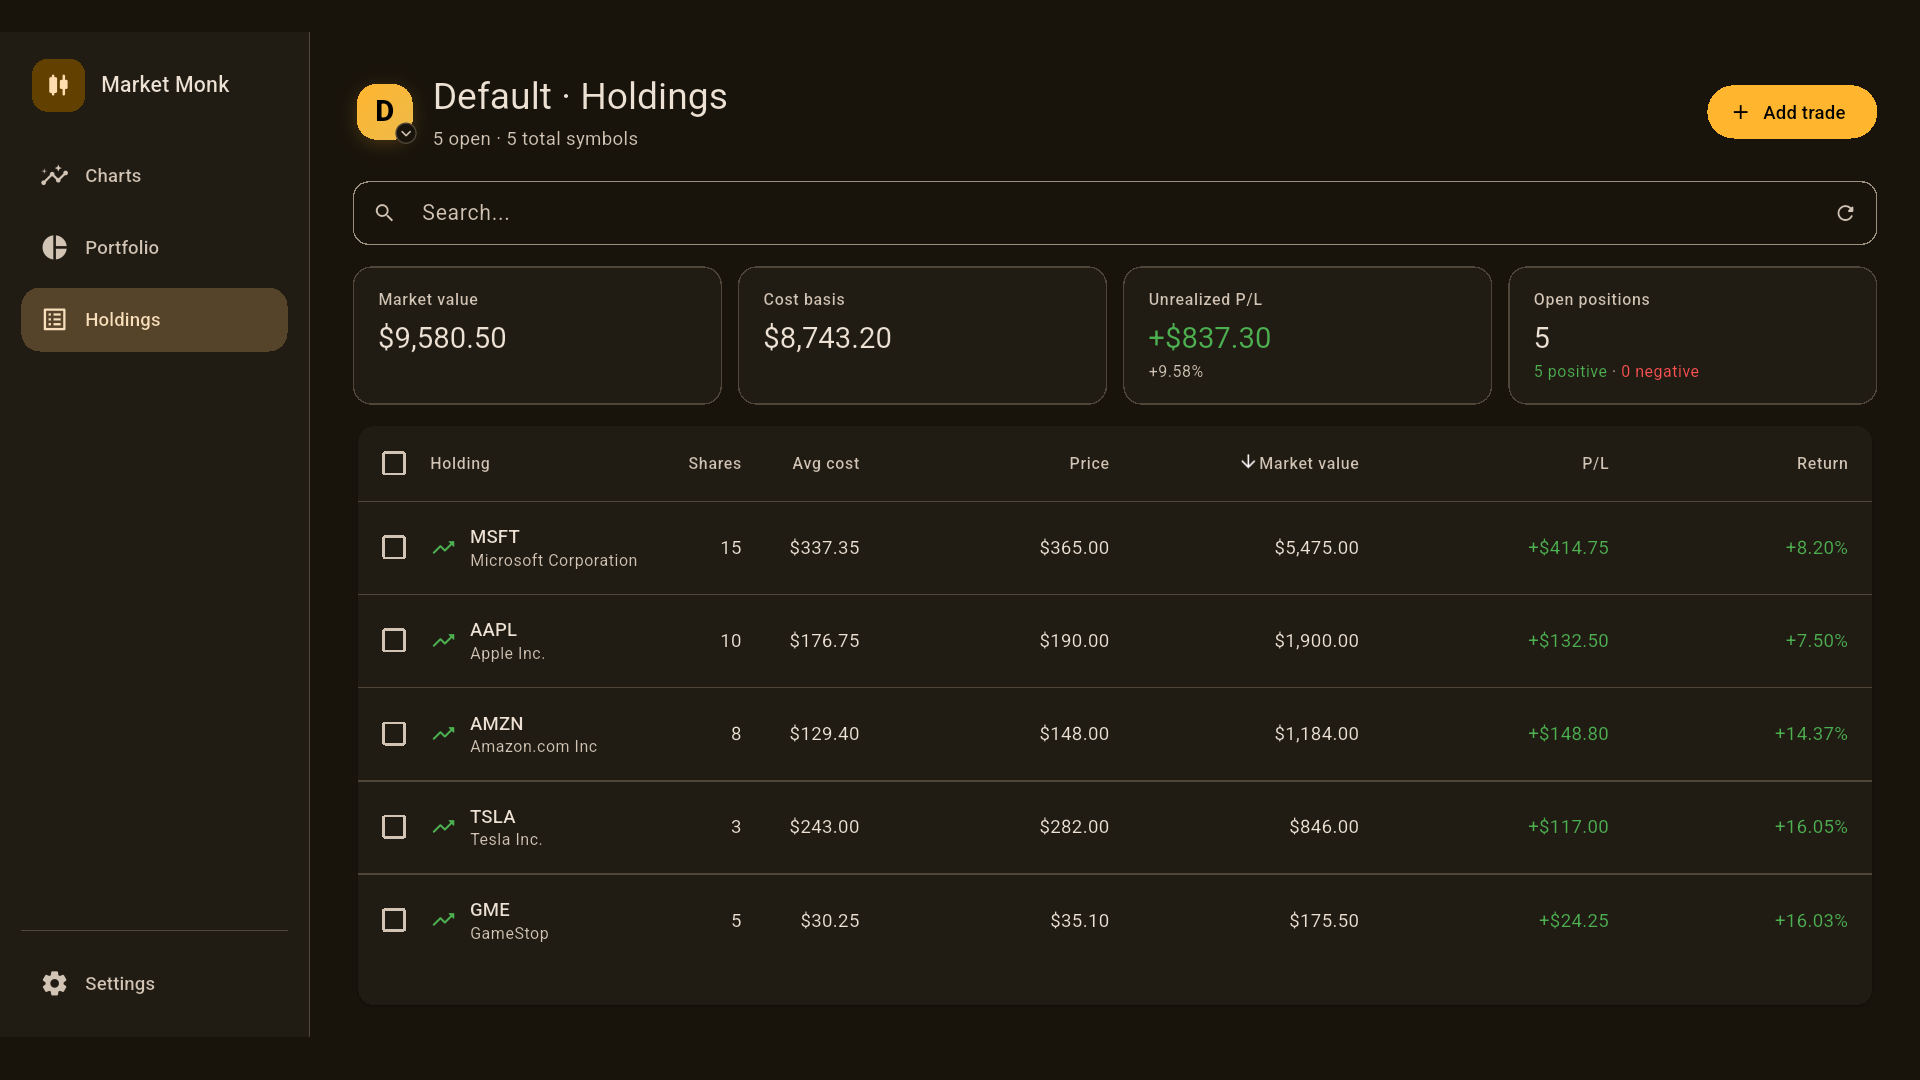 Market Monk
Charts
Portfolio
Holdings
Settings
D
Default · Holdings
5 open · 5 total symbols
Add trade
Search...
Market value
$9,580.50
Cost basis
$8,743.20
Unrealized P/L
+$837.30
+9.58%
Open positions
5
5 positive · 0 negative
Holding Shares Avg cost Price Market value P/L Return
MSFT
Microsoft Corporation
15 $337.35 $365.00 $5,475.00 +$414.75 +8.20%
AAPL
Apple Inc.
10 $176.75 $190.00 $1,900.00 +$132.50 +7.50%
AMZN
Amazon.com Inc
8 $129.40 $148.00 $1,184.00 +$148.80 +14.37%
TSLA
Tesla Inc.
3 $243.00 $282.00 $846.00 +$117.00 +16.05%
GME
GameStop
5 $30.25 $35.10 $175.50 +$24.25 +16.03%